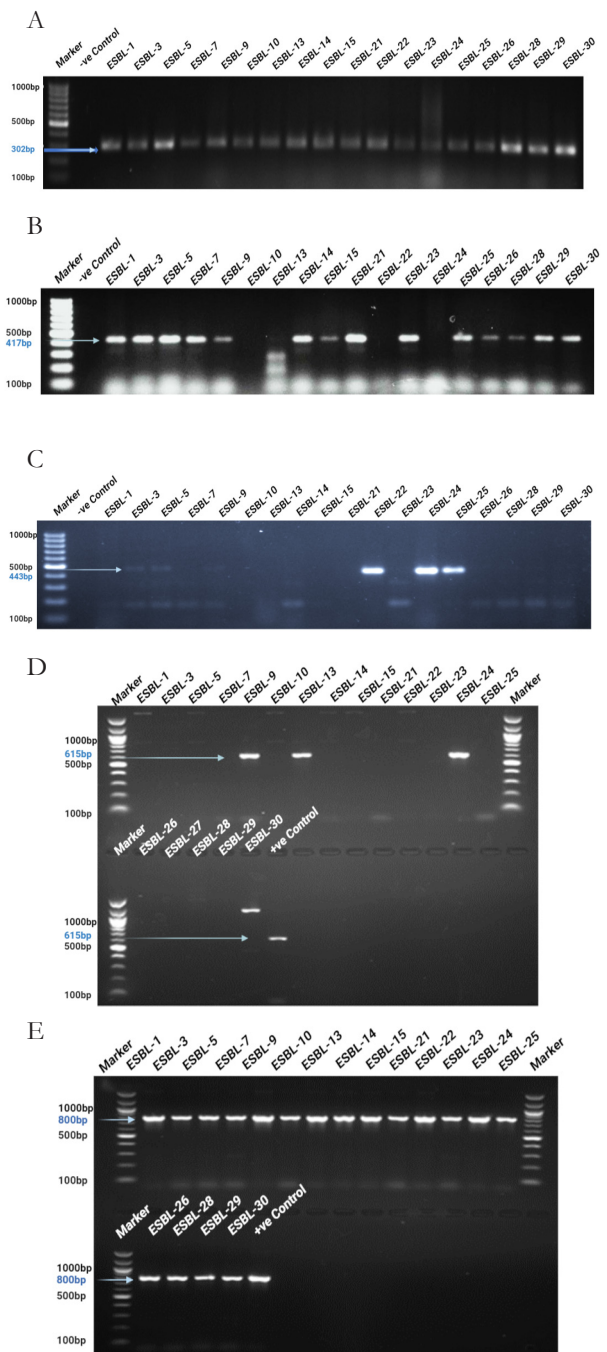 A
Marker -ve Control ESBL-1 ESBL-3 ESBL-5 ESBL-7 ESBL-9 ESBL-10 ESBL-13 ESBL-14 ESBL-15 ESBL-21 ESBL-22 ESBL-23 ESBL-24 ESBL-25 ESBL-26 ESBL-28 ESBL-29 ESBL-30
1000bp
500bp
302bp
100bp
B
Marker -ve Control ESBL-1 ESBL-3 ESBL-5 ESBL-7 ESBL-9 ESBL-10 ESBL-13 ESBL-14 ESBL-15 ESBL-21 ESBL-22 ESBL-23 ESBL-24 ESBL-25 ESBL-26 ESBL-28 ESBL-29 ESBL-30
1000bp
500bp
417bp
100bp
C
Marker -ve Control ESBL-1 ESBL-3 ESBL-5 ESBL-7 ESBL-9 ESBL-10 ESBL-13 ESBL-14 ESBL-15 ESBL-21 ESBL-22 ESBL-23 ESBL-24 ESBL-25 ESBL-26 ESBL-28 ESBL-29 ESBL-30
1000bp
500bp
443bp
100bp
D
Marker ESBL-1 ESBL-3 ESBL-5 ESBL-7 ESBL-9 ESBL-10 ESBL-13 ESBL-14 ESBL-15 ESBL-21 ESBL-22 ESBL-23 ESBL-24 ESBL-25 Marker
1000bp
615bp
500bp
100bp
Marker ESBL-26 ESBL-27 ESBL-28 ESBL-29 ESBL-30 +ve Control
1000bp
615bp
500bp
100bp
E
Marker ESBL-1 ESBL-3 ESBL-5 ESBL-7 ESBL-9 ESBL-10 ESBL-13 ESBL-14 ESBL-15 ESBL-21 ESBL-22 ESBL-23 ESBL-24 ESBL-25 Marker
1000bp
800bp
500bp
100bp
Marker ESBL-26 ESBL-28 ESBL-29 ESBL-30 +ve Control
1000bp
800bp
500bp
100bp